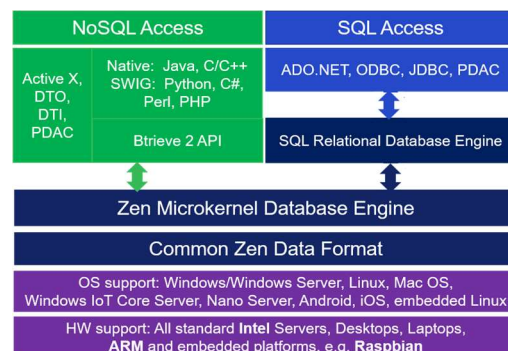 NoSQL Access
SQL Access
Active X,
DTO,
DTI,
PDAC
Native: Java, C/C++
SWIG: Python, C#,
Perl, PHP
Btrieve 2 API
ADO.NET, ODBC, JDBC, PDAC
SQL Relational Database Engine
Zen Microkernel Database Engine
Common Zen Data Format
OS support: Windows/Windows Server, Linux, Mac OS,
Windows IoT Core Server, Nano Server, Android, iOS, embedded Linux
HW support: All standard Intel Servers, Desktops, Laptops,
ARM and embedded platforms, e.g. Raspbian